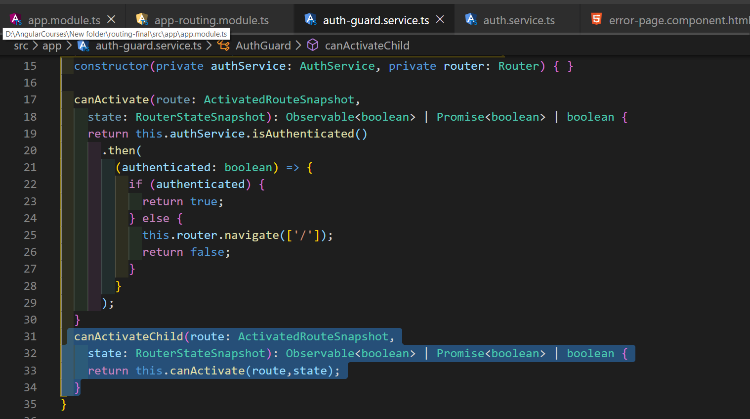 app.module.ts
app-routing.module.ts
auth-guard.service.ts
auth.service.ts
error-page.component.html
D:\AngularCourses\New folder\routing-final\src\app\app.module.ts
src > app > auth-guard.service.ts > AuthGuard > canActivateChild
15 constructor(private authService: AuthService, private router: Router) { }
16
17 canActivate(route: ActivatedRouteSnapshot,
18 state: RouterStateSnapshot): Observable<boolean> | Promise<boolean> | boolean {
19 return this.authService.isAuthenticated()
20 .then(
21 (authenticated: boolean) => {
22 if (authenticated) {
23 return true;
24 } else {
25 this.router.navigate(['/']);
26 return false;
27 }
28 }
29 );
30 }
31 canActivateChild(route: ActivatedRouteSnapshot,
32 state: RouterStateSnapshot): Observable<boolean> | Promise<boolean> | boolean {
33 return this.canActivate(route,state);
34 }
35 }